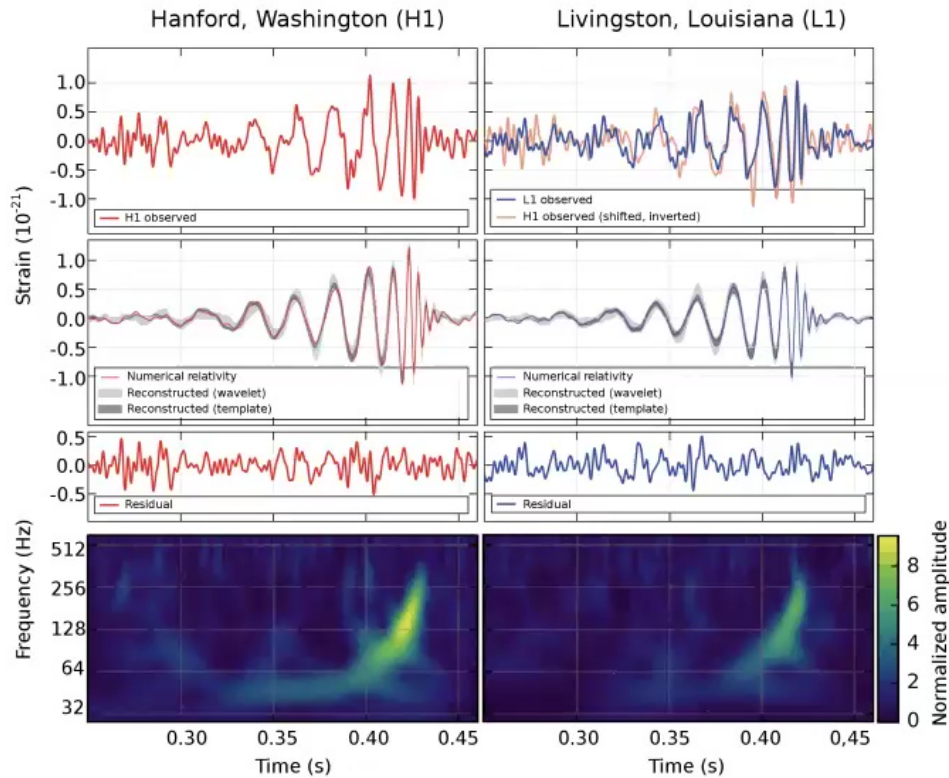 Hanford, Washington (H1)
Livingston, Louisiana (L1)
Strain (10⁻²¹)
1.0
0.5
0.0
-0.5
-1.0
H1 observed
L1 observed
H1 observed (shifted, inverted)
1.0
0.5
0.0
-0.5
-1.0
Numerical relativity
Reconstructed (wavelet)
Reconstructed (template)
Numerical relativity
Reconstructed (wavelet)
Reconstructed (template)
0.5
0.0
-0.5
Residual
Residual
Frequency (Hz)
512
256
128
64
32
Normalized amplitude
8
6
4
2
0
0.30 0.35 0.40 0.45
0.30 0.35 0.40 0,45
Time (s)
Time (s)